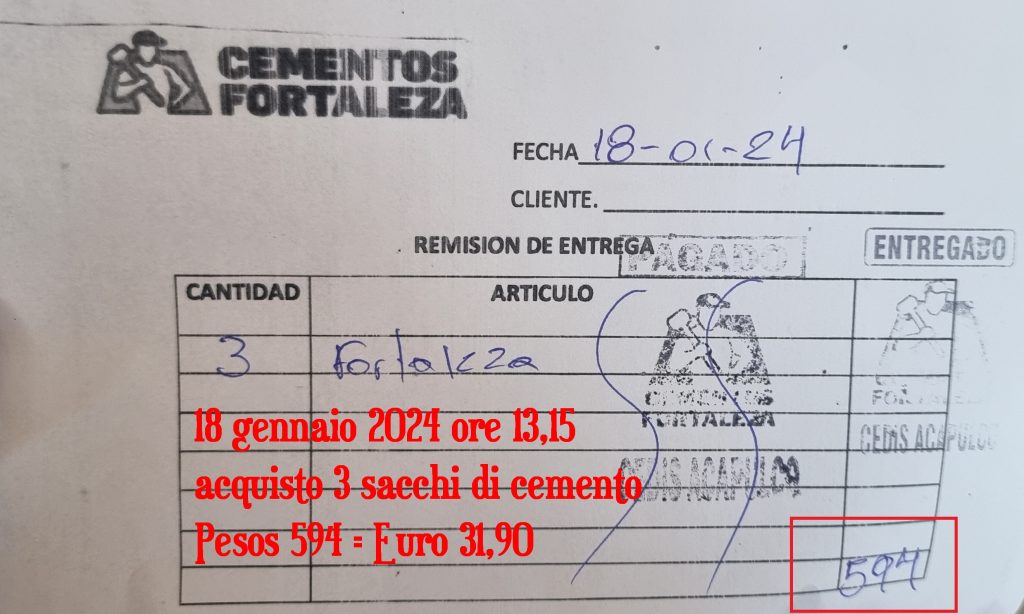 CEMENTOS
FORTALEZA
FECHA 18-01-24
CLIENTE.
REMISION DE ENTREGA
PAGADO
ENTREGADO
CANTIDAD ARTICULO
3 Fortaleza
CEMENTOS
FORTALEZA
CEDIS ACAPULCO
FORTALEZA
CEDIS ACAPULCO
18 gennaio 2024 ore 13,15
acquisto 3 sacchi di cemento
Pesos 594 = Euro 31,90
594